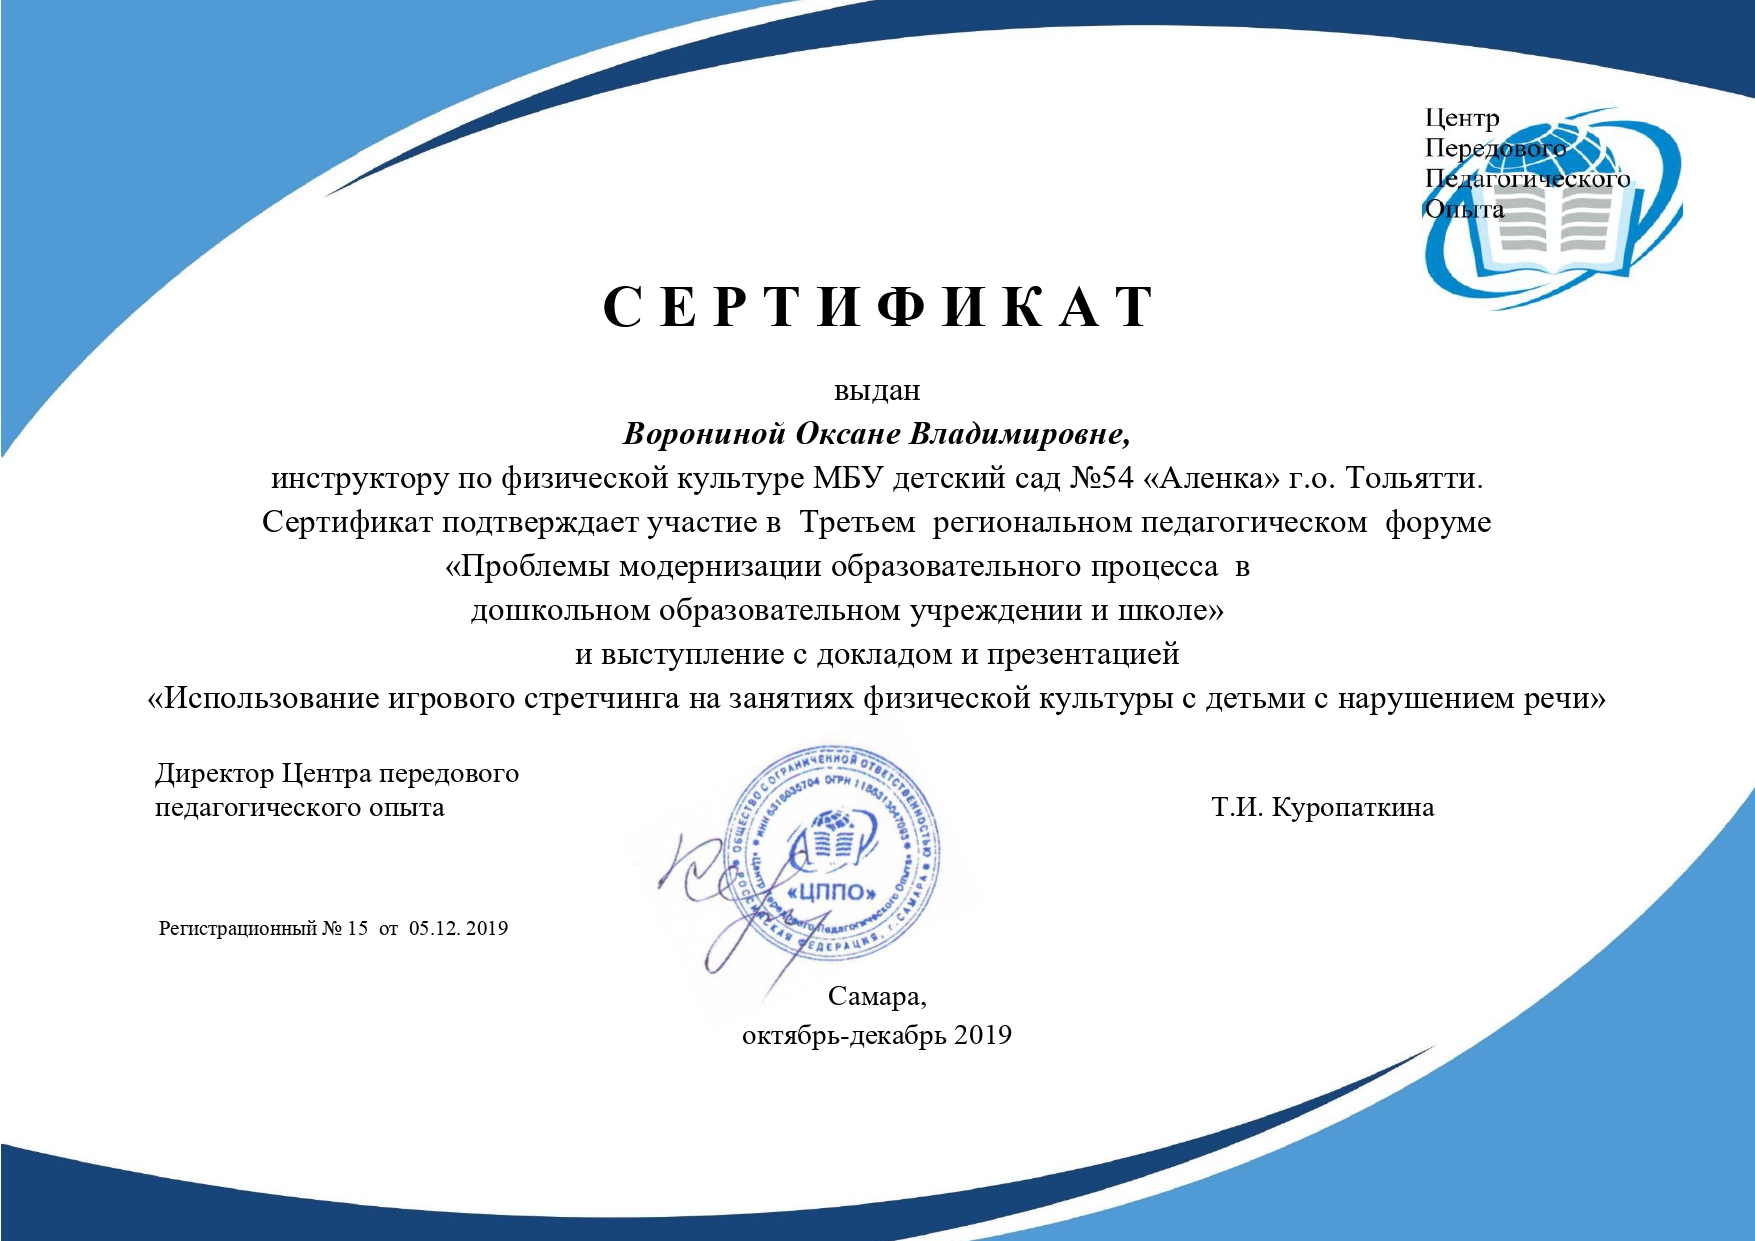 Центр
Передового
Педагогического
Опыта
СЕРТИФИКАТ
выдан
Ворониной Оксане Владимировне,
инструктору по физической культуре МБУ детский сад №54 «Аленка» г.о. Тольятти.
Сертификат подтверждает участие в Третьем региональном педагогическом форуме
«Проблемы модернизации образовательного процесса в
дошкольном образовательном учреждении и школе»
и выступление с докладом и презентацией
«Использование игрового стретчинга на занятиях физической культуры с детьми с нарушением речи»
Директор Центра передового
педагогического опыта
Т.И. Куропаткина
ОБЩЕСТВО С ОГРАНИЧЕННОЙ ОТВЕТСТВЕННОСТЬЮ
РОССИЙСКАЯ ФЕДЕРАЦИЯ, г. САМАРА
ИНН 6318035704 ОГРН 1186313047093
Центр Передового Педагогического Опыта
«ЦППО»
Регистрационный № 15 от 05.12. 2019
Самара,
октябрь-декабрь 2019